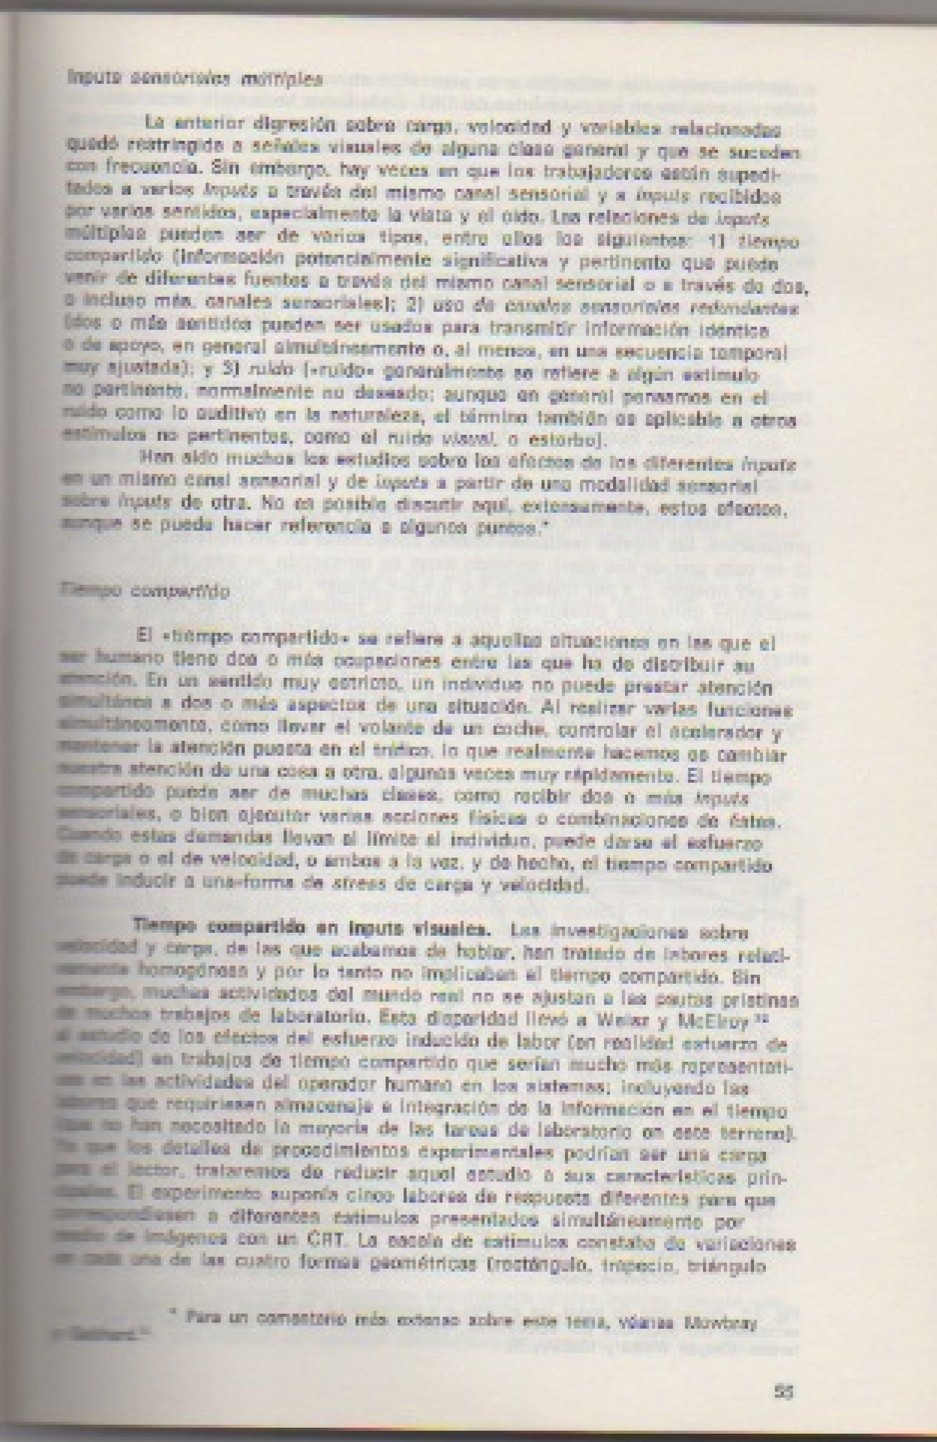 Inputs sensoriales múltiples
La anterior digresión sobre carga, velocidad y variables relacionadas
quedó restringida a señales visuales de alguna clase general y que se suceden
con frecuencia. Sin embargo, hay veces en que los trabajadores están supedi-
tados a varios inputs a través del mismo canal sensorial y a inputs recibidos
por varios sentidos, especialmente la vista y el oído. Las relaciones de inputs
múltiples pueden ser de varios tipos, entre ellos los siguientes: 1) tiempo
compartido (información potencialmente significativa y pertinente que puede
venir de diferentes fuentes a través del mismo canal sensorial o a través de dos,
o incluso más, canales sensoriales); 2) uso de canales sensoriales redundantes
(dos o más sentidos pueden ser usados para transmitir información idéntica
o de apoyo, en general simultáneamente o, al menos, en una secuencia temporal
muy ajustada); y 3) ruido («ruido» generalmente se refiere a algún estímulo
no pertinente, normalmente no deseado; aunque en general pensamos en el
ruido como lo auditivo en la naturaleza, el término también es aplicable a otros
estímulos no pertinentes, como el ruido visual, o estorbo).
Han sido muchos los estudios sobre los efectos de los diferentes inputs
en un mismo canal sensorial y de inputs a partir de una modalidad sensorial
sobre inputs de otra. No es posible discutir aquí, extensamente, estos efectos,
aunque se puede hacer referencia a algunos puntos.*
Tiempo compartido
El «tiempo compartido» se refiere a aquellas situaciones en las que el
ser humano tiene dos o más ocupaciones entre las que ha de distribuir su
atención. En un sentido muy estricto, un individuo no puede prestar atención
simultánea a dos o más aspectos de una situación. Al realizar varias funciones
simultáneamente, como llevar el volante de un coche, controlar el acelerador y
mantener la atención puesta en el tráfico, lo que realmente hacemos es cambiar
nuestra atención de una cosa a otra, algunas veces muy rápidamente. El tiempo
compartido puede ser de muchas clases, como recibir dos o más inputs
sensoriales, o bien ejecutar varias acciones físicas o combinaciones de éstas.
Cuando estas demandas llevan al límite al individuo, puede darse el esfuerzo
de carga o el de velocidad, o ambos a la vez, y de hecho, el tiempo compartido
puede inducir a una forma de stress de carga y velocidad.
Tiempo compartido en inputs visuales. Las investigaciones sobre
velocidad y carga, de las que acabamos de hablar, han tratado de labores relati-
vamente homogéneas y por lo tanto no implicaban el tiempo compartido. Sin
embargo, muchas actividades del mundo real no se ajustan a las pautas prístinas
de muchos trabajos de laboratorio. Esta disparidad llevó a Weisz y McElroy
al estudio de los efectos del esfuerzo inducido de labor (en realidad esfuerzo de
velocidad) en trabajos de tiempo compartido que serían mucho más representati-
vos en las actividades del operador humano en los sistemas; incluyendo las
labores que requiriesen almacenaje e integración de la información en el tiempo
(que no han necesitado la mayoría de las tareas de laboratorio en este terreno).
Ya que los detalles de procedimientos experimentales podrían ser una carga
para el lector, trataremos de reducir aquel estudio a sus características prin-
cipales. El experimento suponía cinco labores de respuesta diferentes para que
correspondiesen a diferentes estímulos presentados simultáneamente por
medio de imágenes con un CRT. La escala de estímulos constaba de variaciones
en cada una de las cuatro formas geométricas (rectángulo, trapecio, triángulo
* Para un comentario más extenso sobre este tema, véanse Mowbray
55